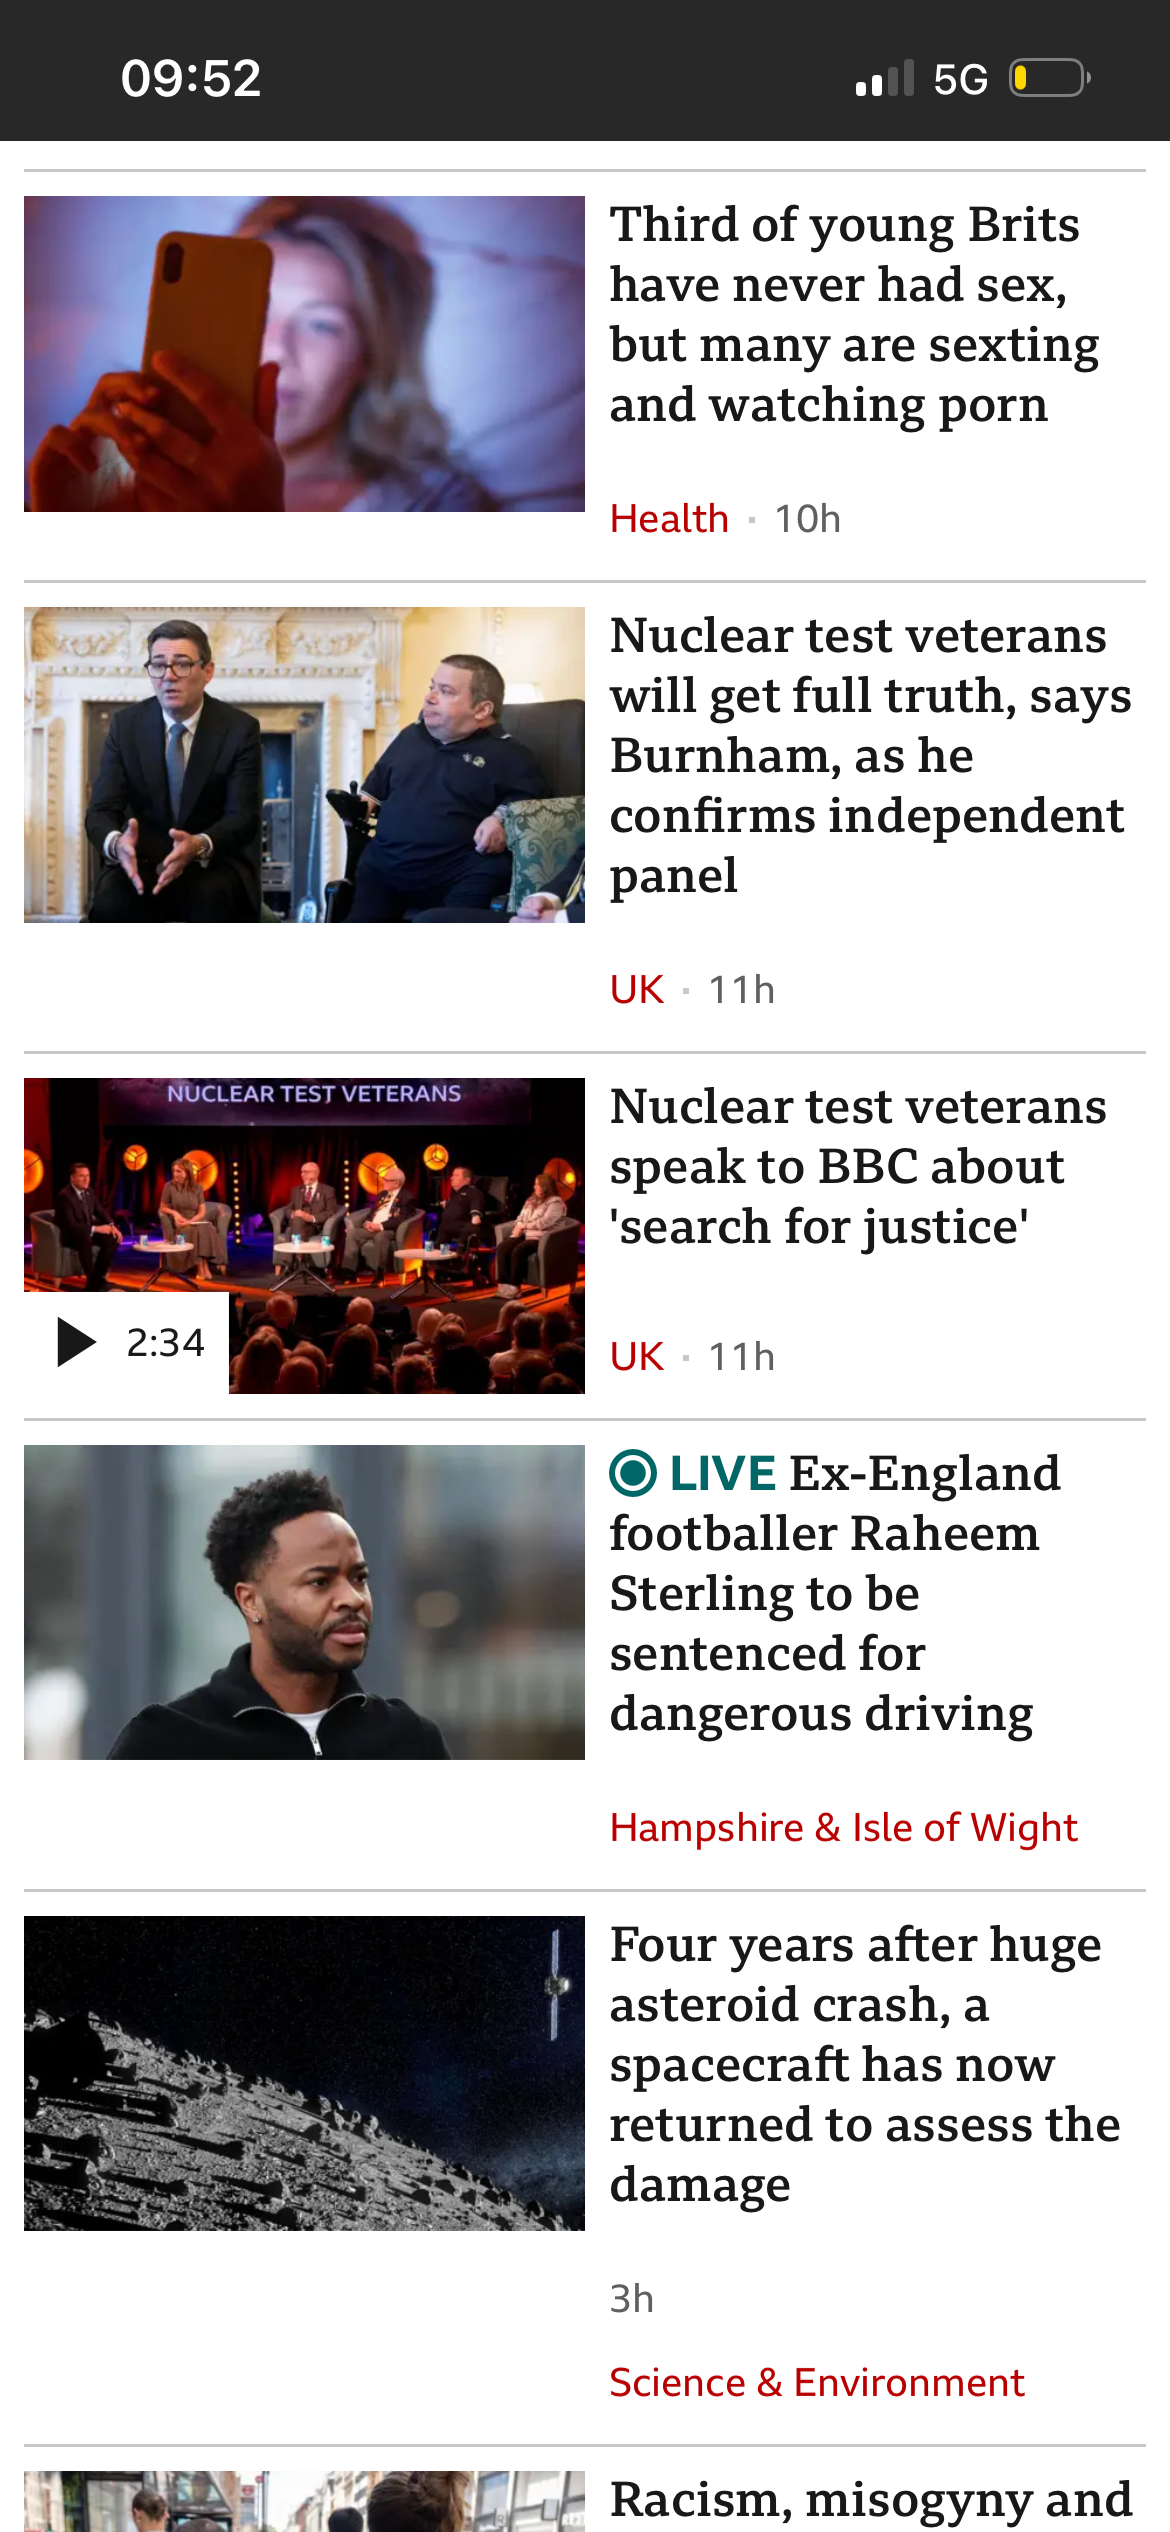 09:52
5G
Third of young Brits
have never had sex,
but many are sexting
and watching porn
Health · 10h
Nuclear test veterans
will get full truth, says
Burnham, as he
confirms independent
panel
UK · 11h
NUCLEAR TEST VETERANS
2:34
Nuclear test veterans
speak to BBC about
'search for justice'
UK · 11h
LIVE Ex-England
footballer Raheem
Sterling to be
sentenced for
dangerous driving
Hampshire & Isle of Wight
Four years after huge
asteroid crash, a
spacecraft has now
returned to assess the
damage
3h
Science & Environment
Racism, misogyny and